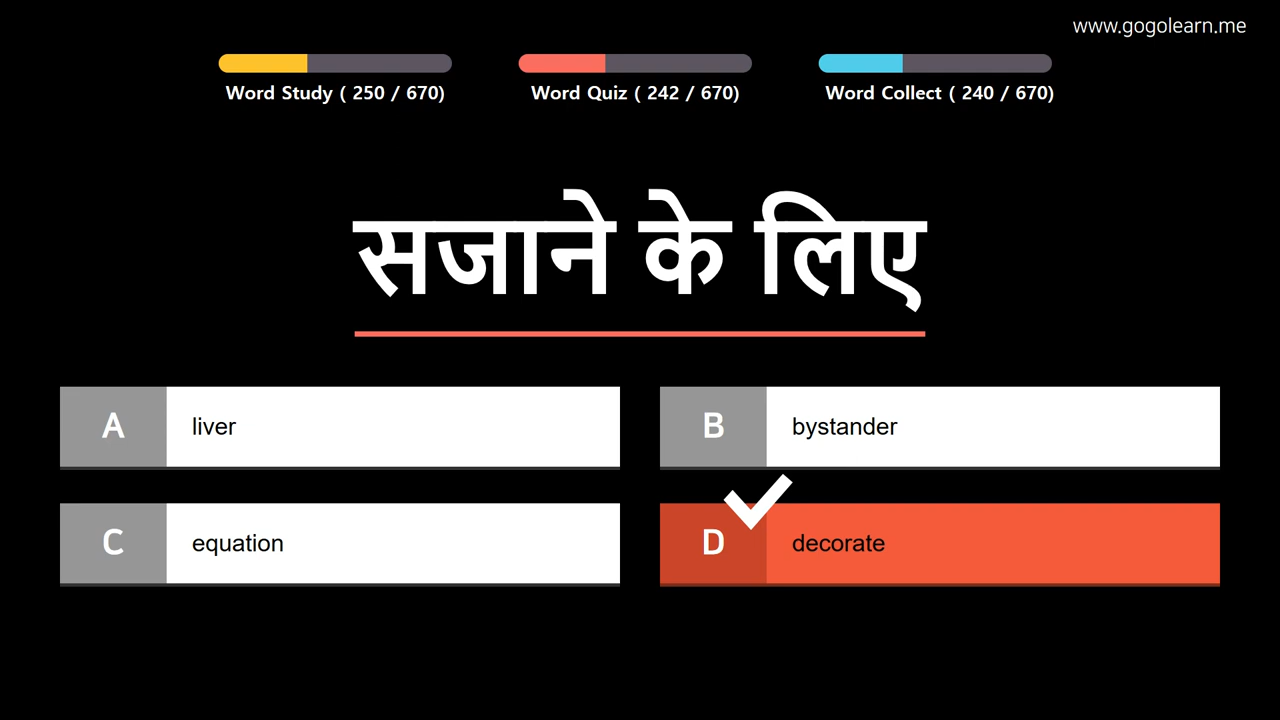 www.gogolearn.me
Word Study ( 250 / 670)
Word Quiz ( 242 / 670)
Word Collect ( 240 / 670)
सजाने के लिए
A liver
B bystander
C equation
D decorate